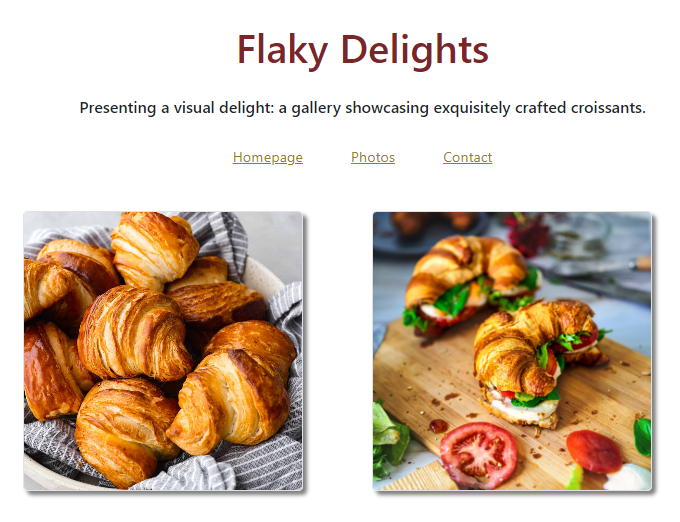 Flaky Delights
Presenting a visual delight: a gallery showcasing exquisitely crafted croissants.
Homepage Photos Contact